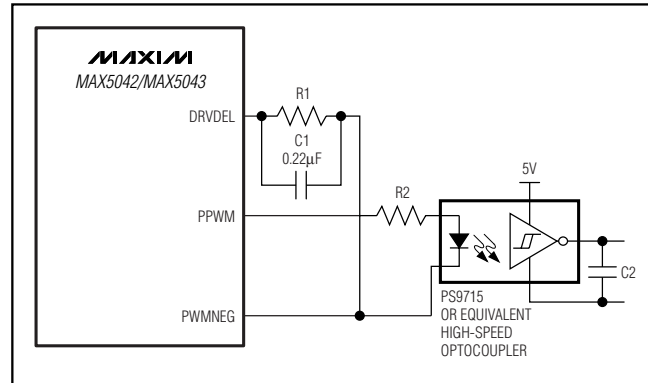 MAXIM
MAX5042/MAX5043
DRVDEL
R1
C1
0.22μF
PPWM
R2
5V
C2
PWMNEG
PS9715
OR EQUIVALENT
HIGH-SPEED
OPTOCOUPLER